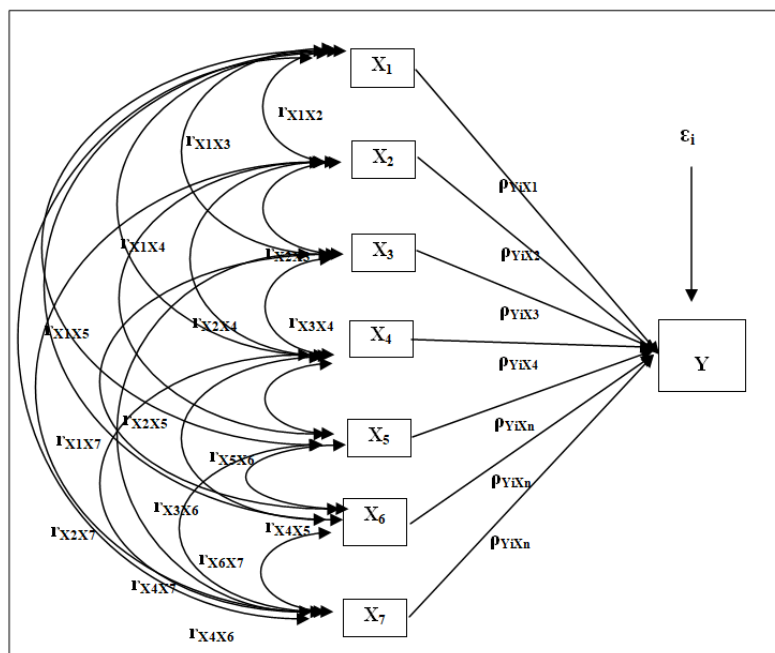 X1
rX1X2
εi
rX1X3
X2
ρYiX1
rX1X4
X3
rX2X3
ρYiX2
rX1X5
rX2X4
rX3X4
ρYiX3
X4
ρYiX4
Y
rX1X7
rX2X5
X5
ρYiXn
rX5X6
ρYiXn
rX2X7
rX3X6
rX4X5
X6
ρYiXn
rX6X7
rX4X7
X7
rX4X6